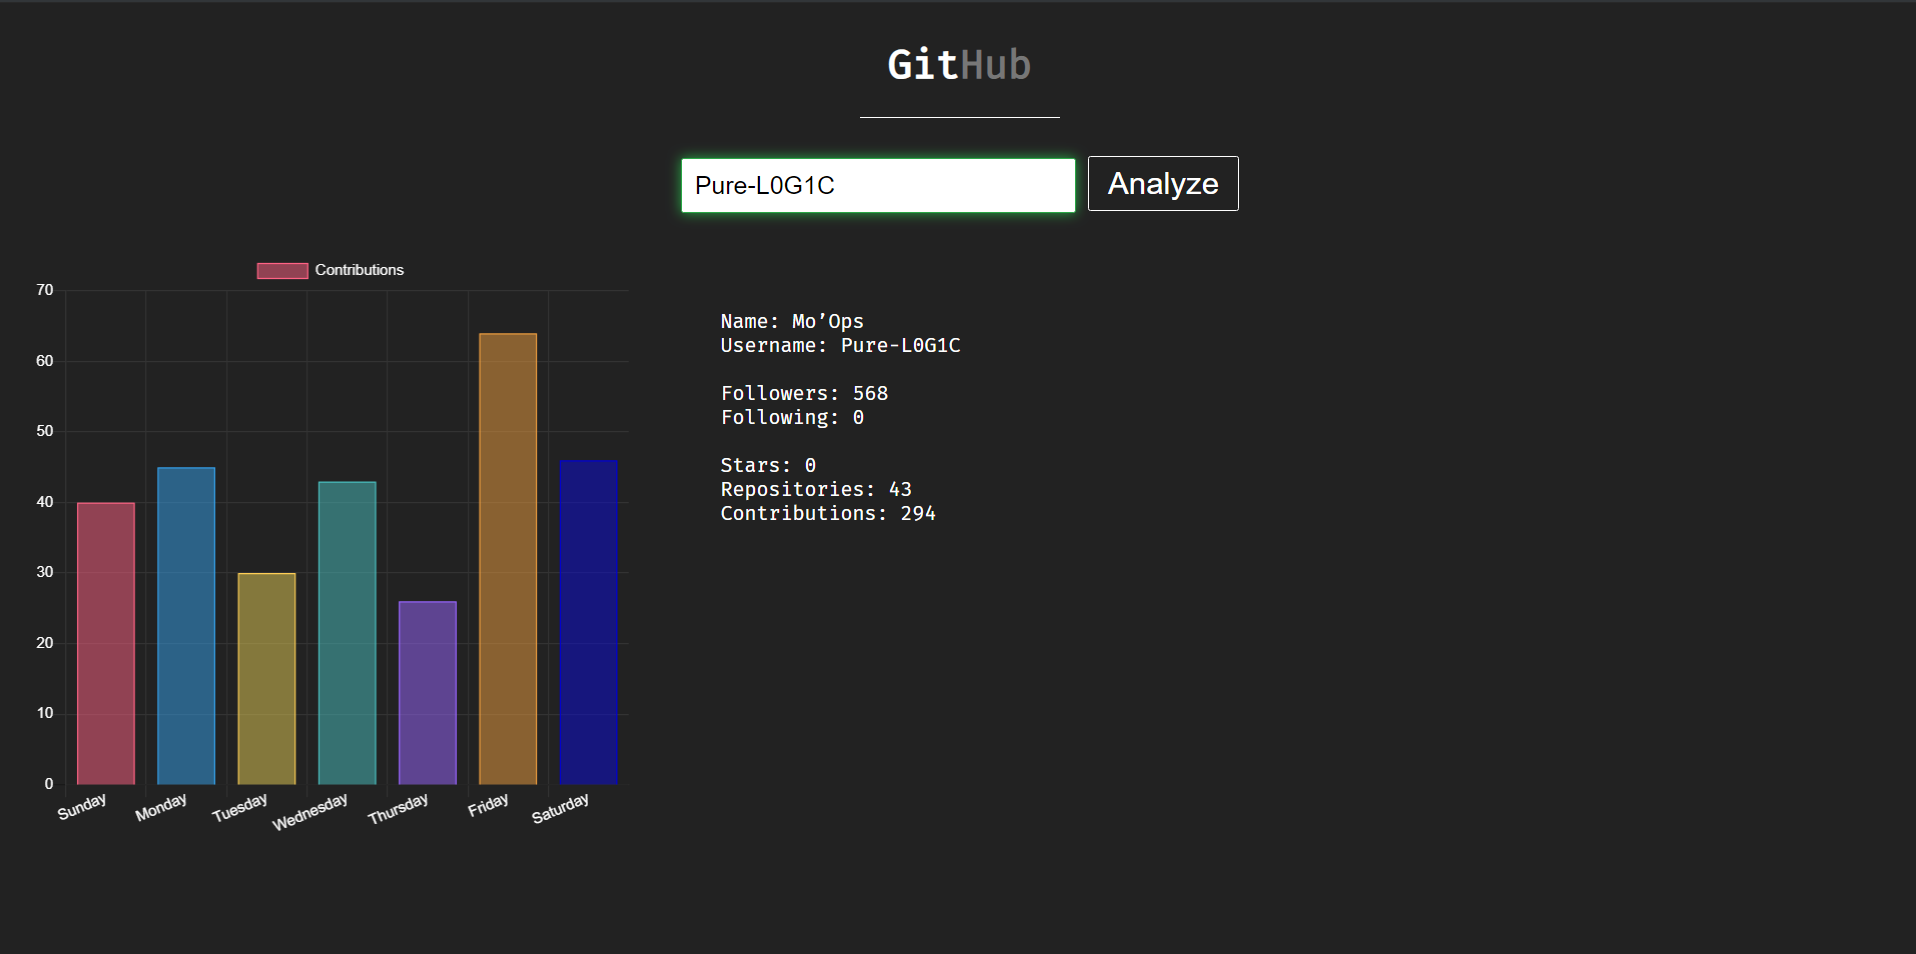 GitHub
Pure-L0G1C
Analyze
Contributions
70
60
50
40
30
20
10
0
Sunday
Monday
Tuesday
Wednesday
Thursday
Friday
Saturday
Name: Mo’Ops
Username: Pure-L0G1C
Followers: 568
Following: 0
Stars: 0
Repositories: 43
Contributions: 294